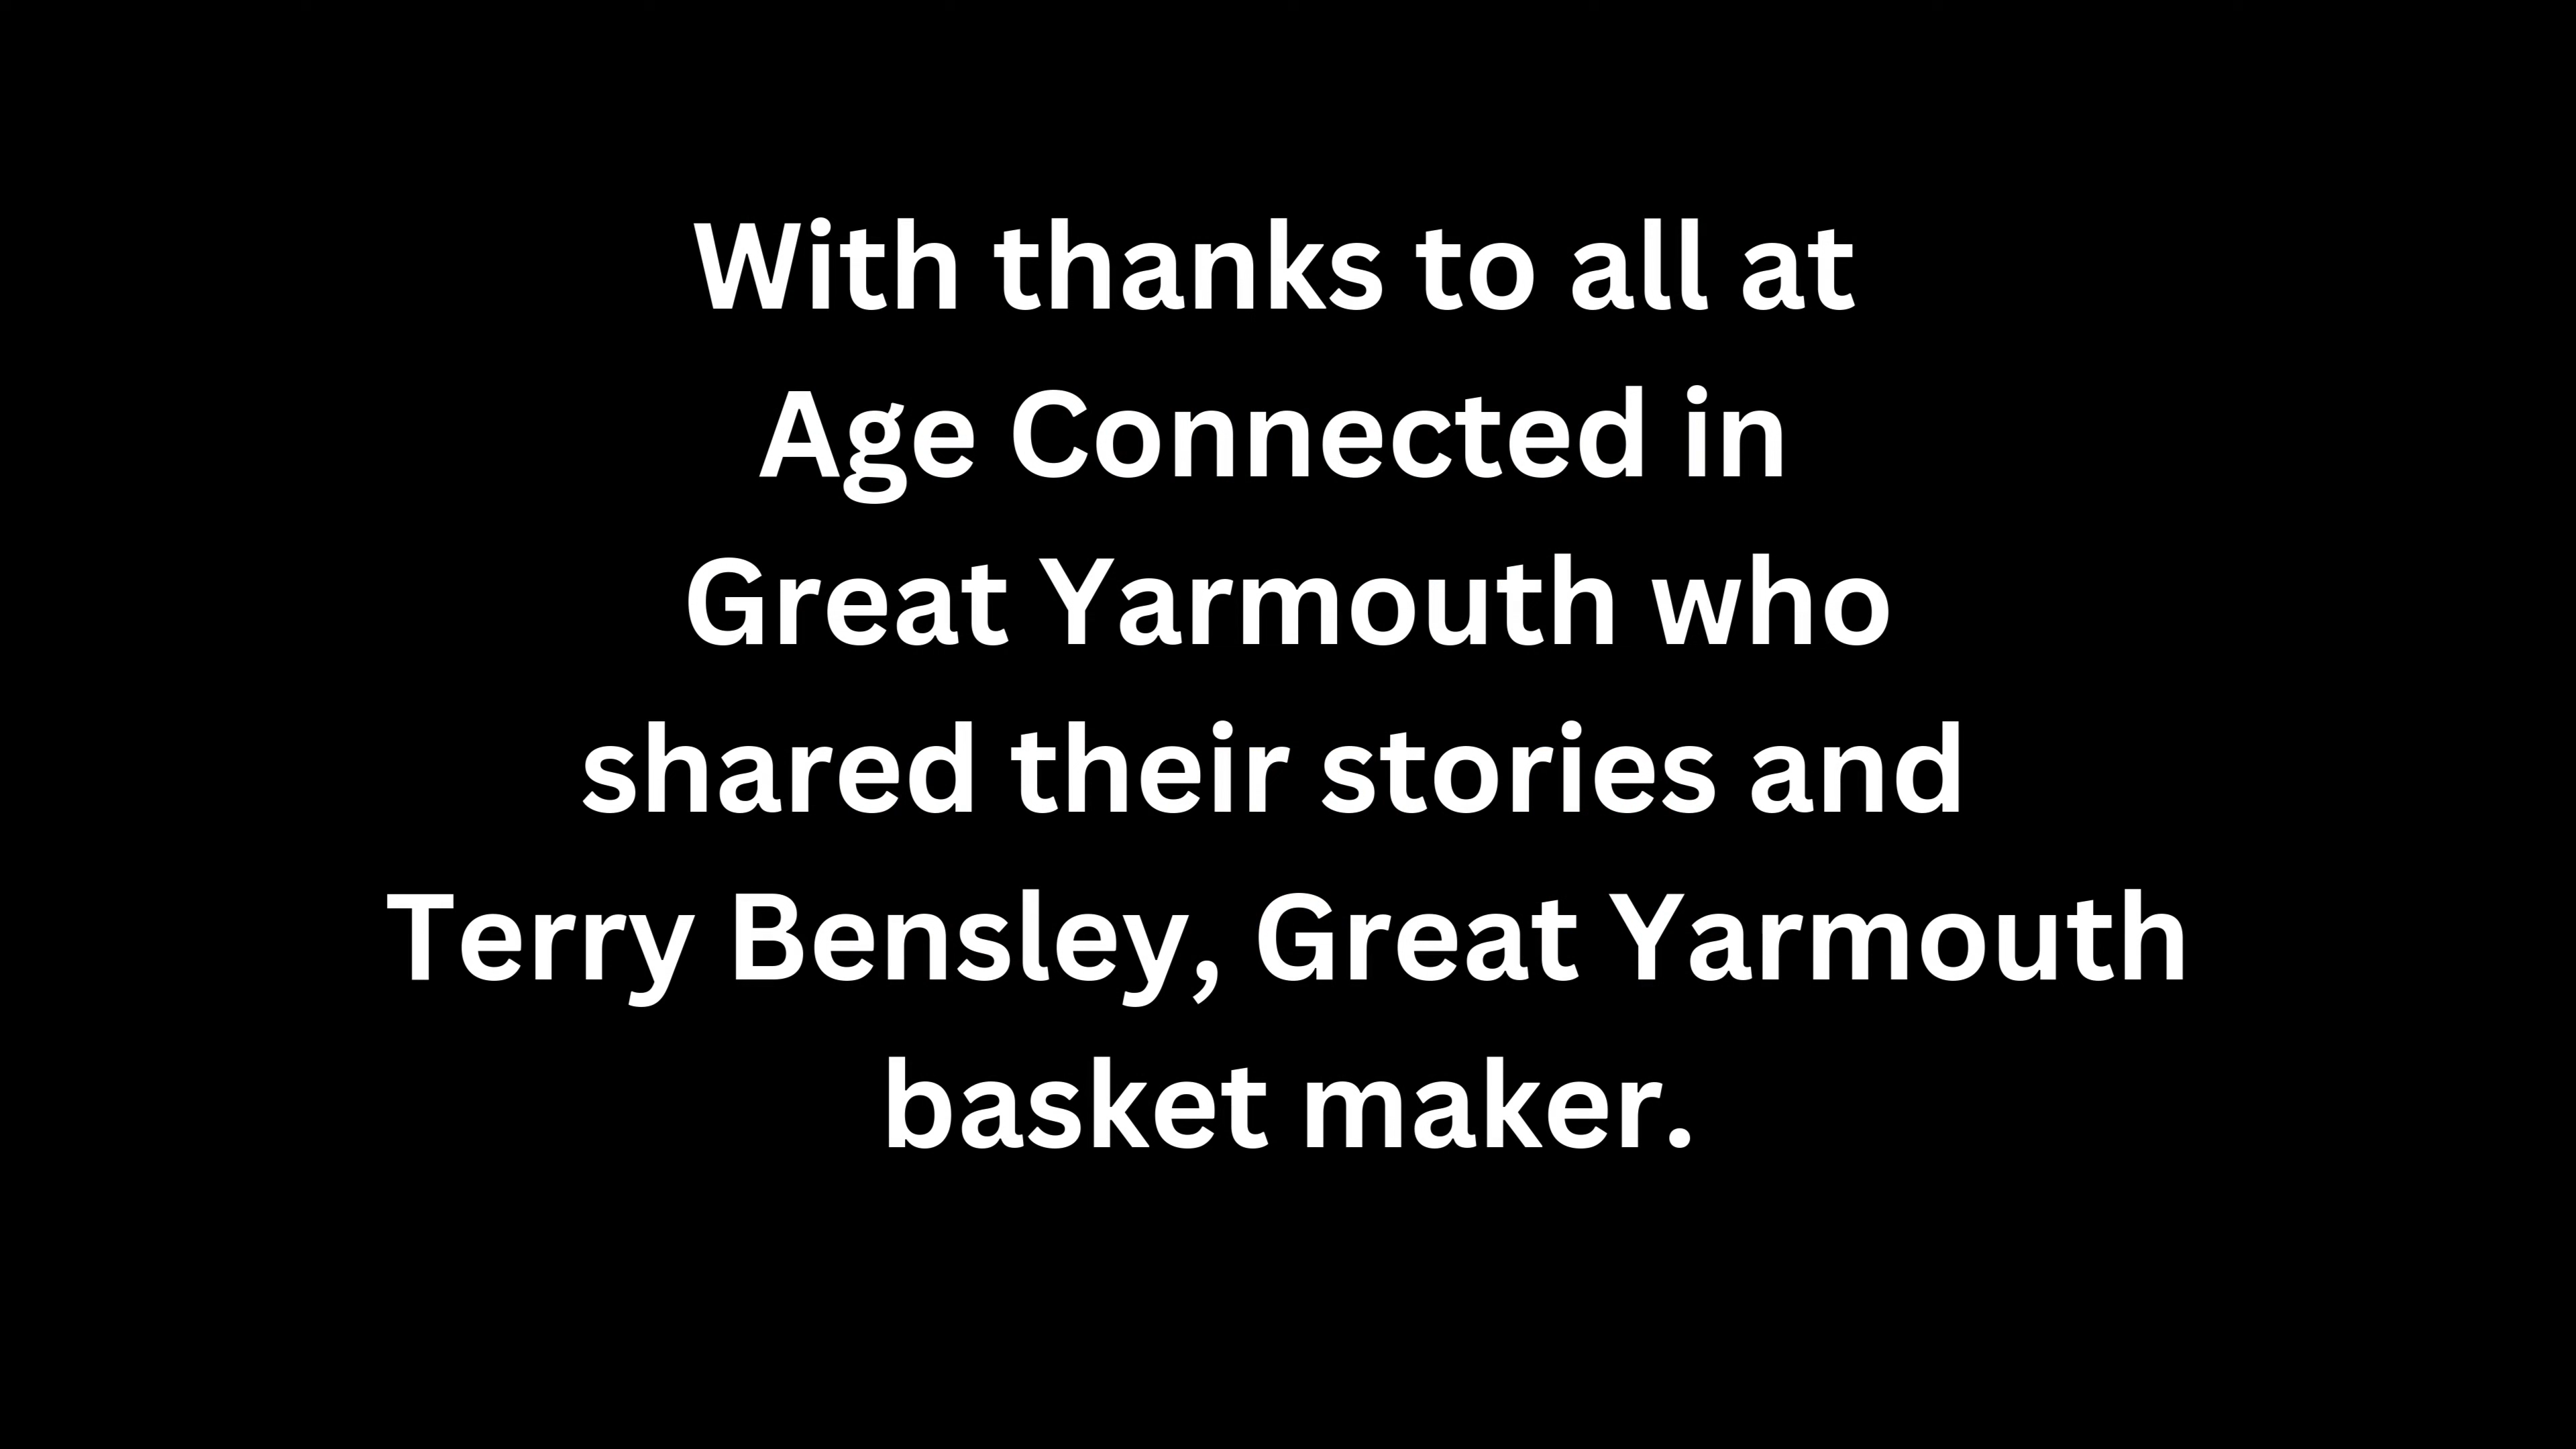 With thanks to all at
Age Connected in
Great Yarmouth who
shared their stories and
Terry Bensley, Great Yarmouth
basket maker.